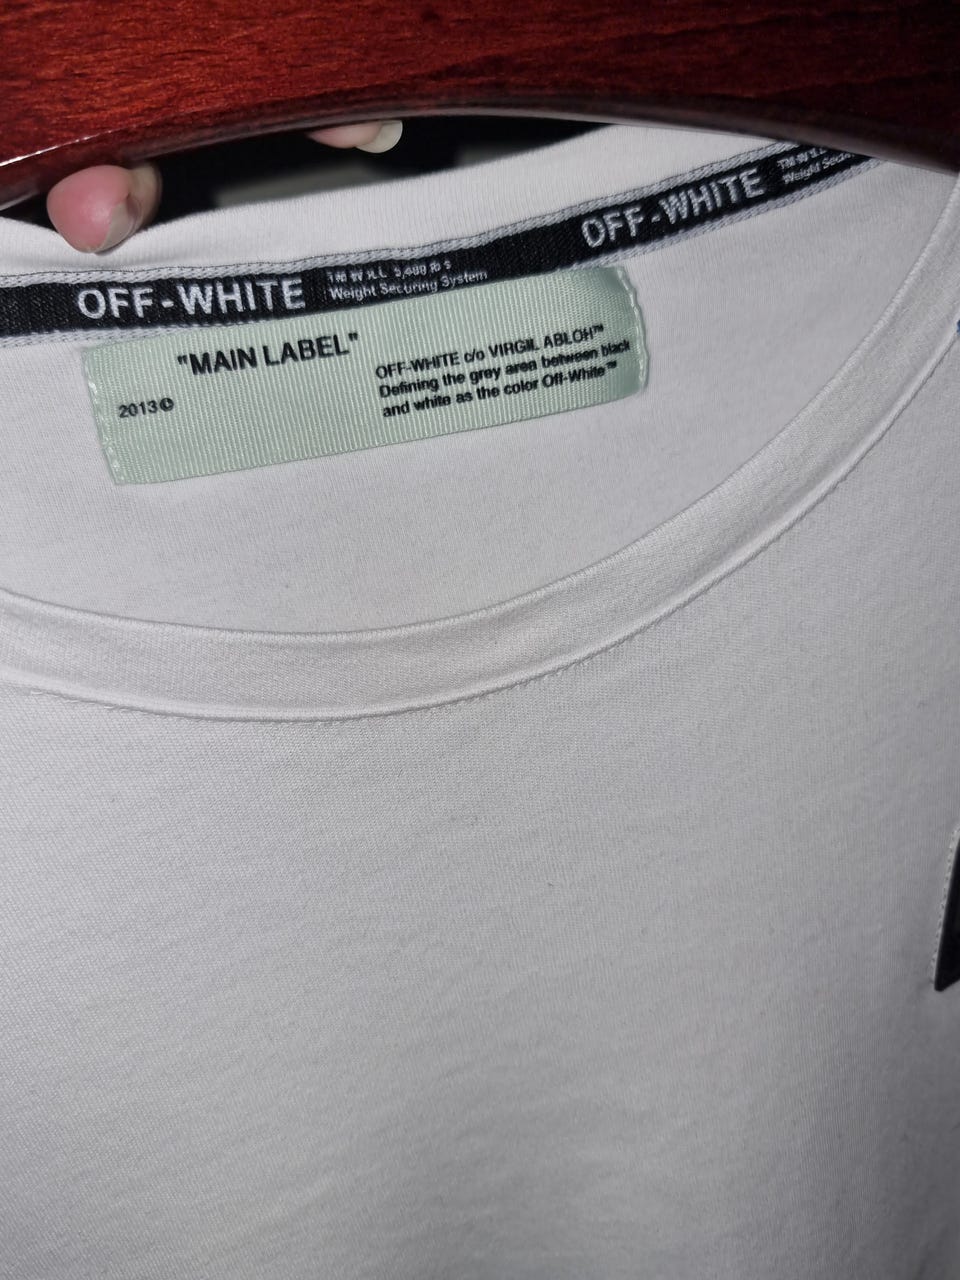 OFF-WHITE
Weight Securing System
OFF-WHITE
"MAIN LABEL"
2013©
OFF-WHITE c/o VIRGIL ABLOH™
Defining the grey area between black
and white as the color Off-White™